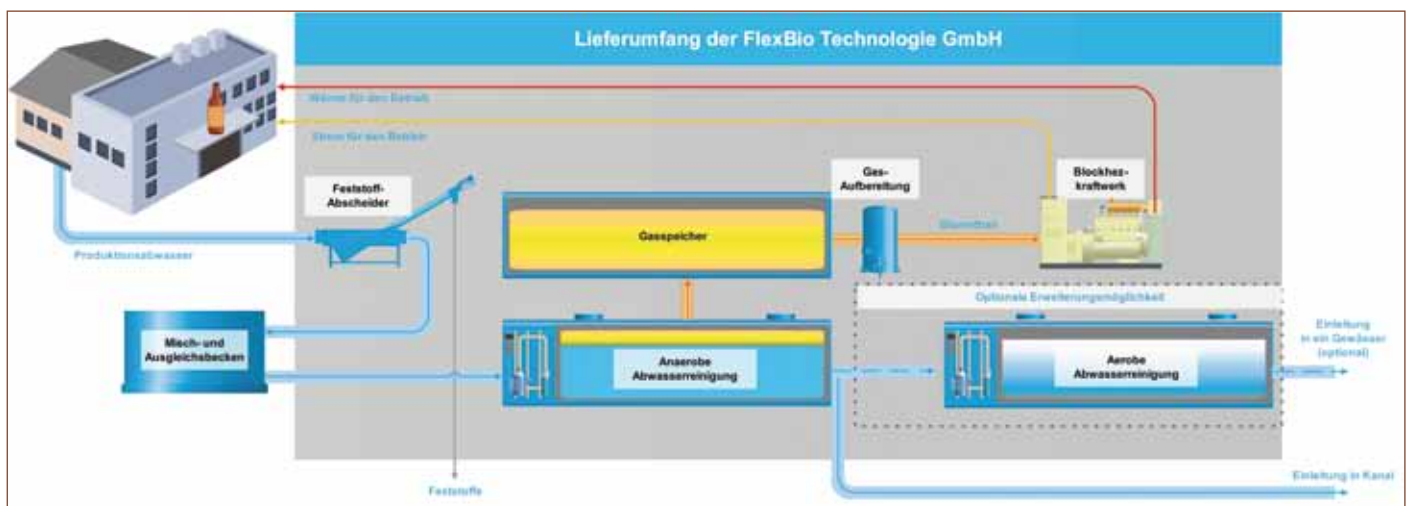 Lieferumfang der FlexBio Technologie GmbH
Wärme für den Betrieb
Strom für den Betrieb
Feststoff-
Abscheider
Gas-
Aufbereitung
Blockhez-
kraftwerk
Gasspeicher
Biomethan
Produktionsabwasser
Optionale Erweiterungsmöglichkeit
Misch- und
Ausgleichsbecken
Anaerobe
Abwasserreinigung
Aerobe
Abwasserreinigung
Einleitung
in ein Gewässer
(optional)
Feststoffe
Einleitung in Kanal